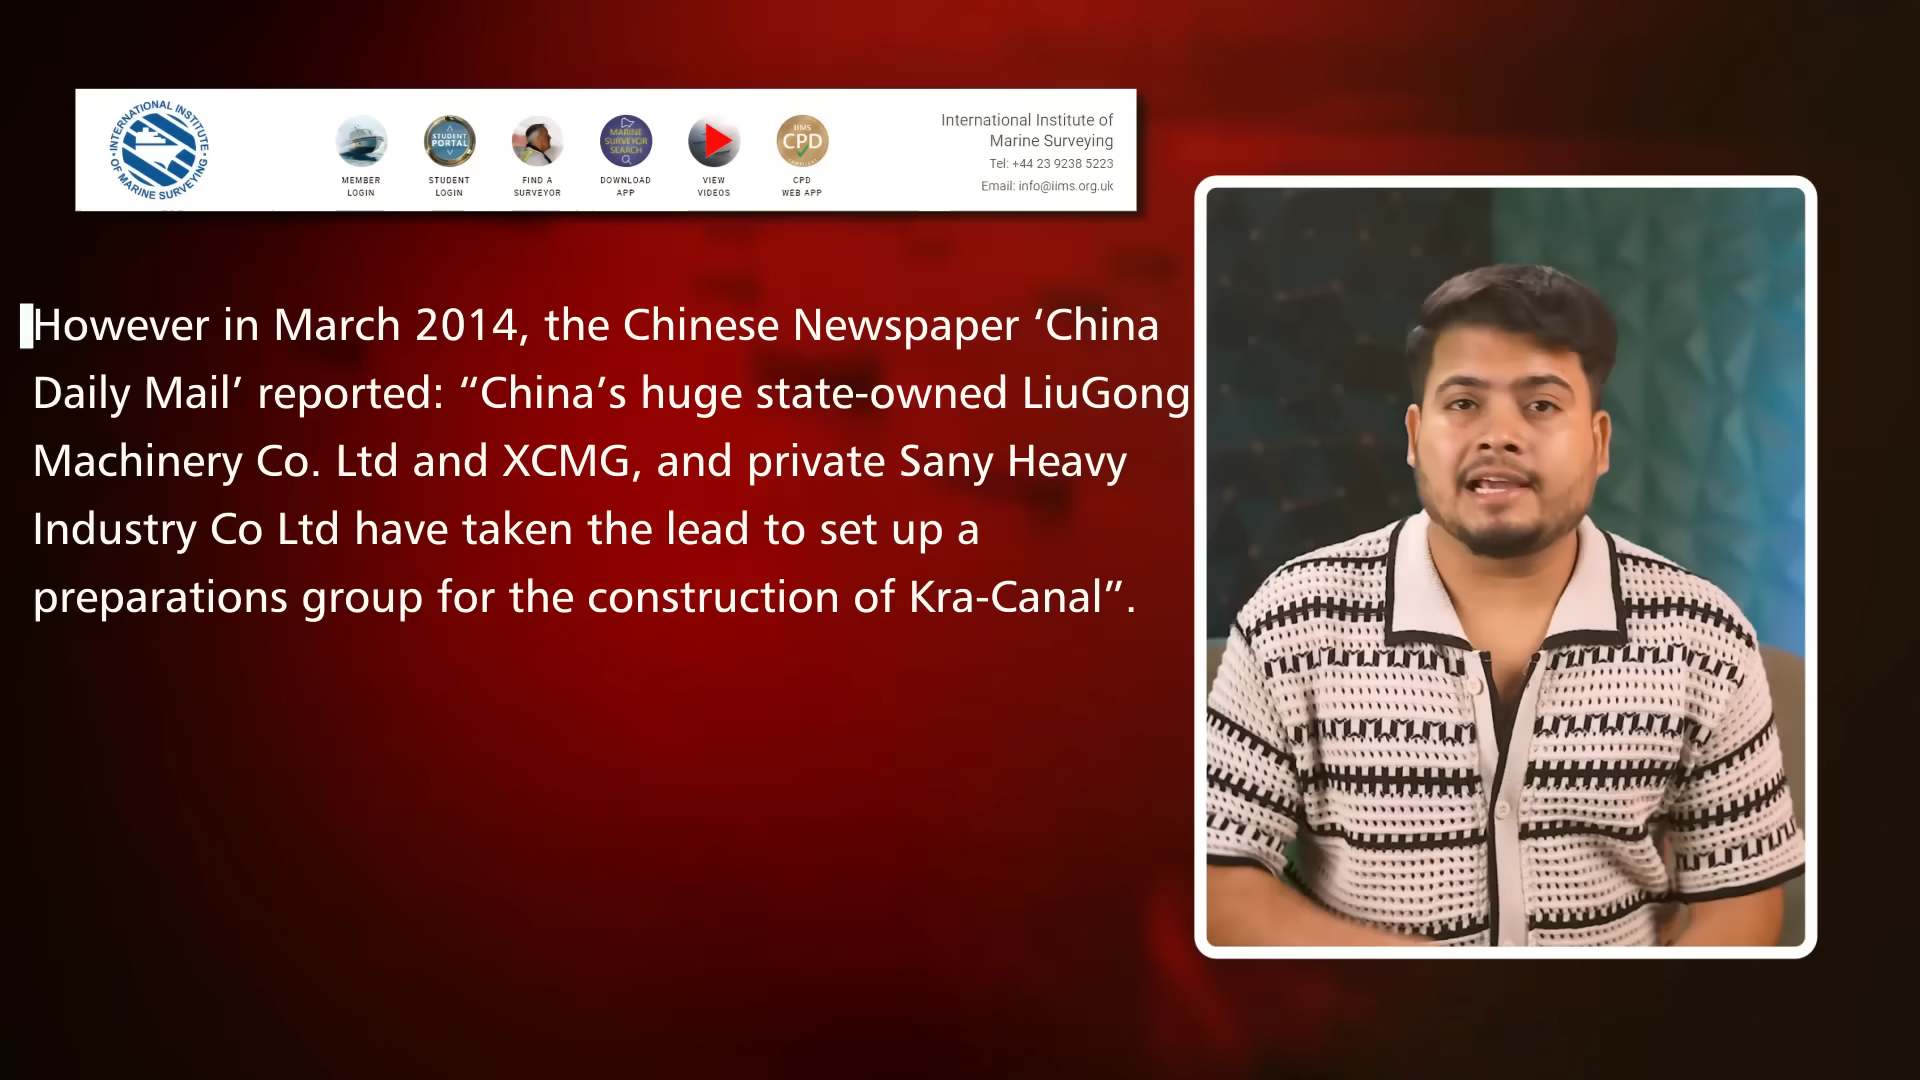 INTERNATIONAL INSTITUTE
OF MARINE SURVEYING
MEMBER
LOGIN
STUDENT
PORTAL
STUDENT
LOGIN
FIND A
SURVEYOR
MARINE
SURVEYOR
SEARCH
DOWNLOAD
APP
VIEW
VIDEOS
IIMS
CPD
CPD
WEB APP
International Institute of
Marine Surveying
Tel: +44 23 9238 5223
Email: info@iims.org.uk
However in March 2014, the Chinese Newspaper ‘China
Daily Mail’ reported: “China’s huge state-owned LiuGong
Machinery Co. Ltd and XCMG, and private Sany Heavy
Industry Co Ltd have taken the lead to set up a
preparations group for the construction of Kra-Canal”.